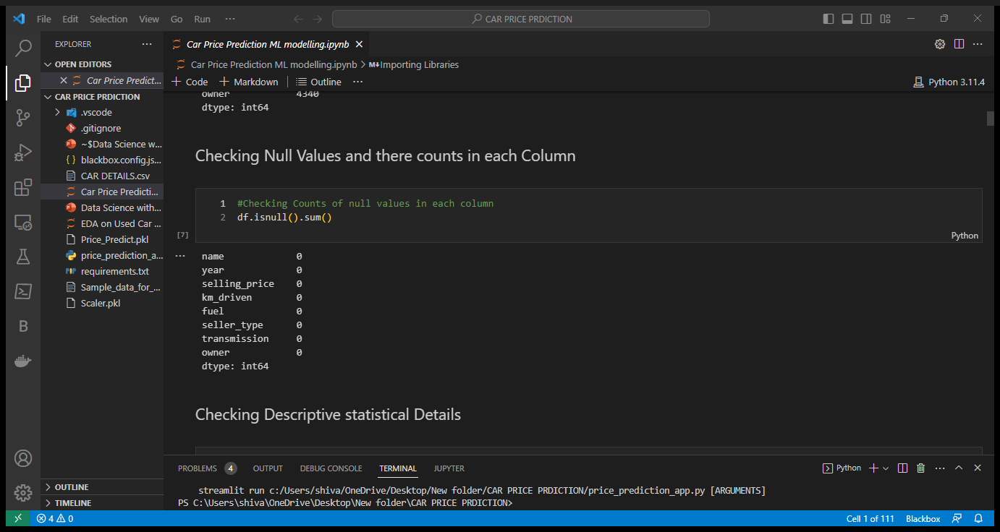 File Edit Selection View Go Run ···
CAR PRICE PRDICTION
EXPLORER ···
OPEN EDITORS
Car Price Predict...
CAR PRICE PRDICTION
.vscode
.gitignore
~$Data Science w...
blackbox.config.js...
CAR DETAILS.csv
Car Price Predicti...
Data Science with...
EDA on Used Car ...
Price_Predict.pkl
price_prediction_a...
requirements.txt
Sample_data_for_...
Scaler.pkl
OUTLINE
TIMELINE
Car Price Prediction ML modelling.ipynb
Car Price Prediction ML modelling.ipynb > M↓Importing Libraries
+ Code + Markdown | Outline ···
Python 3.11.4
owner 4340
dtype: int64
Checking Null Values and there counts in each Column
1 #Checking Counts of null values in each column
2 df.isnull().sum()
[7]
Python
name 0
year 0
selling_price 0
km_driven 0
fuel 0
seller_type 0
transmission 0
owner 0
dtype: int64
Checking Descriptive statistical Details
PROBLEMS 4 OUTPUT DEBUG CONSOLE TERMINAL JUPYTER
Python
streamlit run c:/Users/shiva/OneDrive/Desktop/New folder/CAR PRICE PRDICTION/price_prediction_app.py [ARGUMENTS]
PS C:\Users\shiva\OneDrive\Desktop\New folder\CAR PRICE PRDICTION>
4 0
Cell 1 of 111 Blackbox